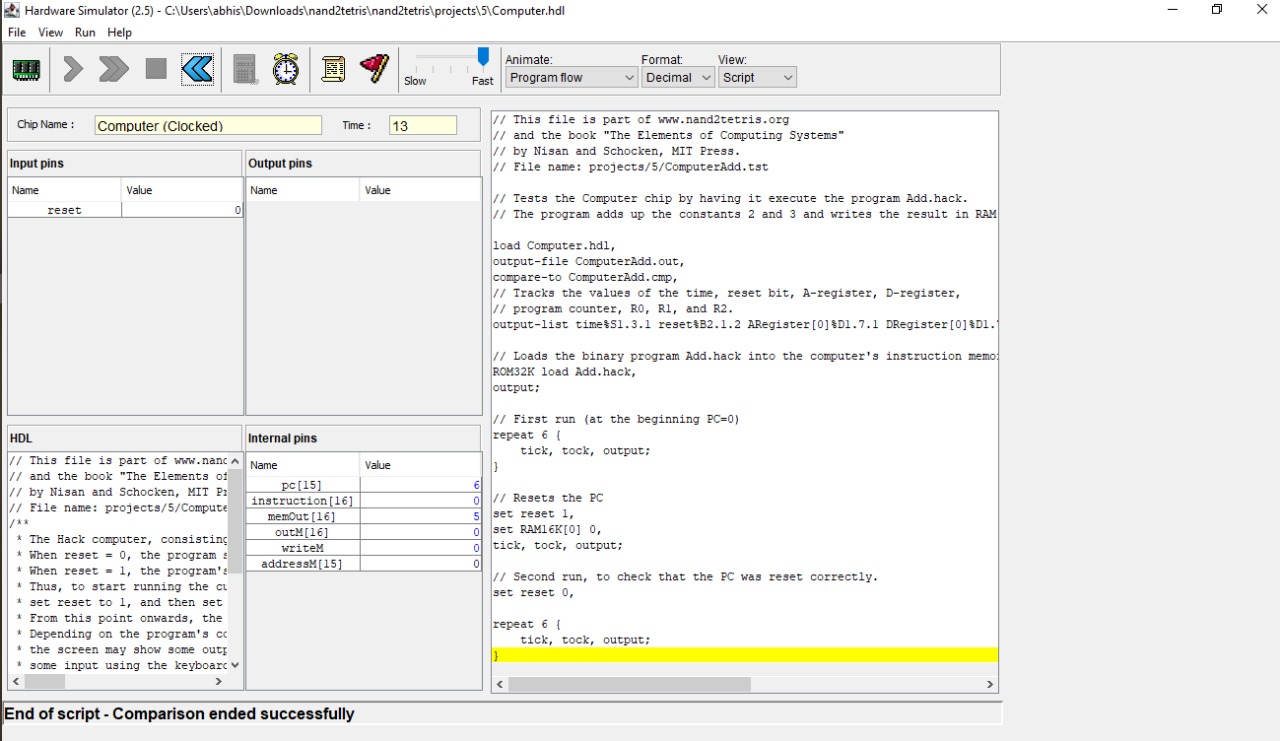 Hardware Simulator (2.5) - C:\Users\abhis\Downloads\nand2tetris\nand2tetris\projects\5\Computer.hdl
File View Run Help
Slow Fast
Animate: Format: View:
Program flow Decimal Script
Chip Name : Computer (Clocked) Time : 13
Input pins
Name Value
reset 0
Output pins
Name Value
HDL
// This file is part of www.nand
// and the book "The Elements of
// by Nisan and Schocken, MIT Pr
// File name: projects/5/Compute
/**
* The Hack computer, consisting
* When reset = 0, the program s
* When reset = 1, the program's
* Thus, to start running the cu
* set reset to 1, and then set
* From this point onwards, the
* Depending on the program's co
* the screen may show some outp
* some input using the keyboard
Internal pins
Name Value
pc[15] 6
instruction[16] 0
memOut[16] 5
outM[16] 0
writeM 0
addressM[15] 0
// This file is part of www.nand2tetris.org
// and the book "The Elements of Computing Systems"
// by Nisan and Schocken, MIT Press.
// File name: projects/5/ComputerAdd.tst
// Tests the Computer chip by having it execute the program Add.hack.
// The program adds up the constants 2 and 3 and writes the result in RAM
load Computer.hdl,
output-file ComputerAdd.out,
compare-to ComputerAdd.cmp,
// Tracks the values of the time, reset bit, A-register, D-register,
// program counter, R0, R1, and R2.
output-list time%S1.3.1 reset%B2.1.2 ARegister[0]%D1.7.1 DRegister[0]%D1.
// Loads the binary program Add.hack into the computer's instruction memo
ROM32K load Add.hack,
output;
// First run (at the beginning PC=0)
repeat 6 {
tick, tock, output;
}
// Resets the PC
set reset 1,
set RAM16K[0] 0,
tick, tock, output;
// Second run, to check that the PC was reset correctly.
set reset 0,
repeat 6 {
tick, tock, output;
}
End of script - Comparison ended successfully